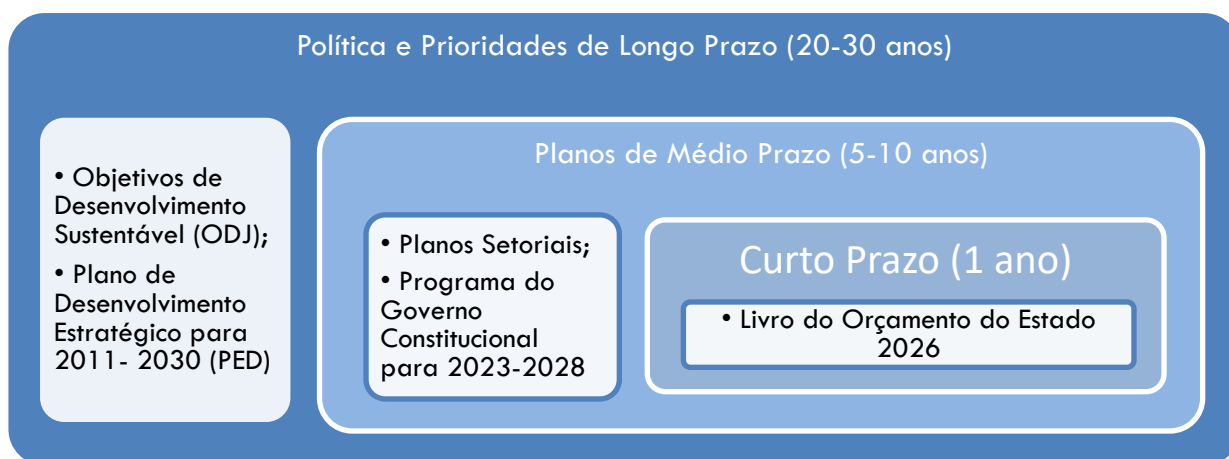 Política e Prioridades de Longo Prazo (20-30 anos)
• Objetivos de
Desenvolvimento
Sustentável (ODJ);
• Plano de
Desenvolvimento
Estratégico para
2011- 2030 (PED)
Planos de Médio Prazo (5-10 anos)
• Planos Setoriais;
• Programa do
Governo
Constitucional
para 2023-2028
Curto Prazo (1 ano)
• Livro do Orçamento do Estado
2026